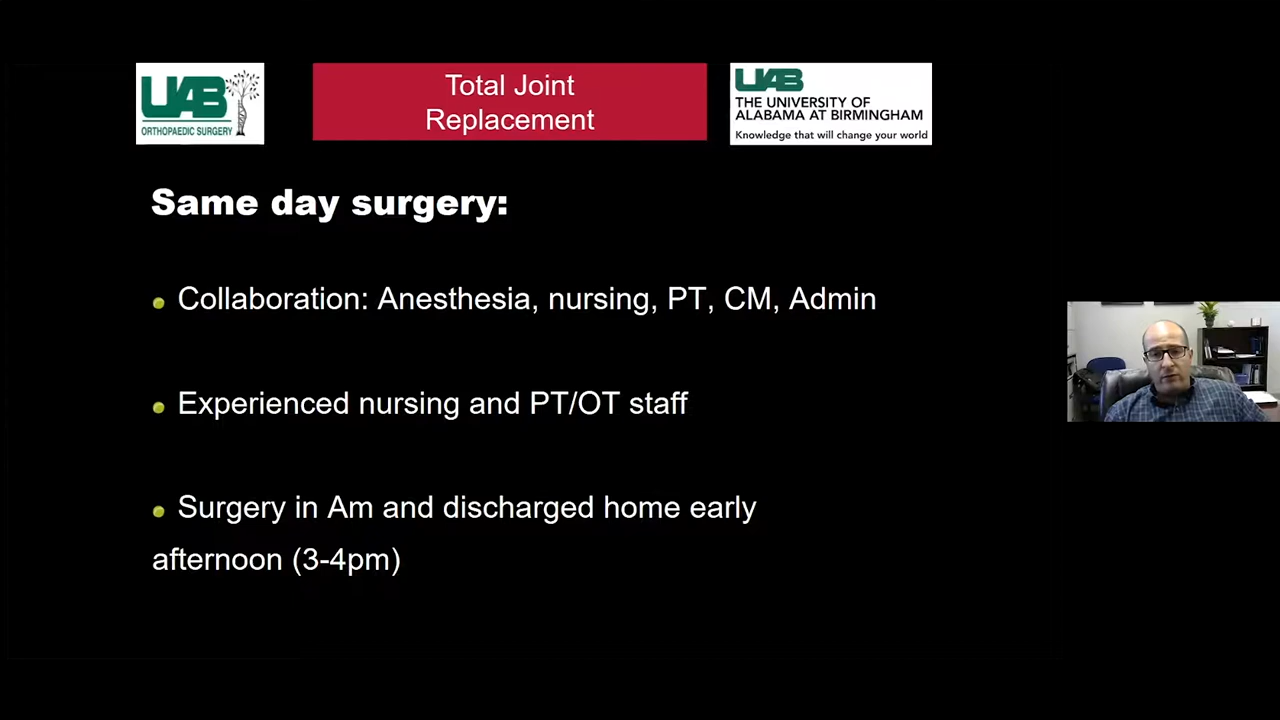 UAB
ORTHOPAEDIC SURGERY
Total Joint
Replacement
UAB
THE UNIVERSITY OF
ALABAMA AT BIRMINGHAM
Knowledge that will change your world
Same day surgery:
Collaboration: Anesthesia, nursing, PT, CM, Admin
Experienced nursing and PT/OT staff
Surgery in Am and discharged home early
afternoon (3-4pm)